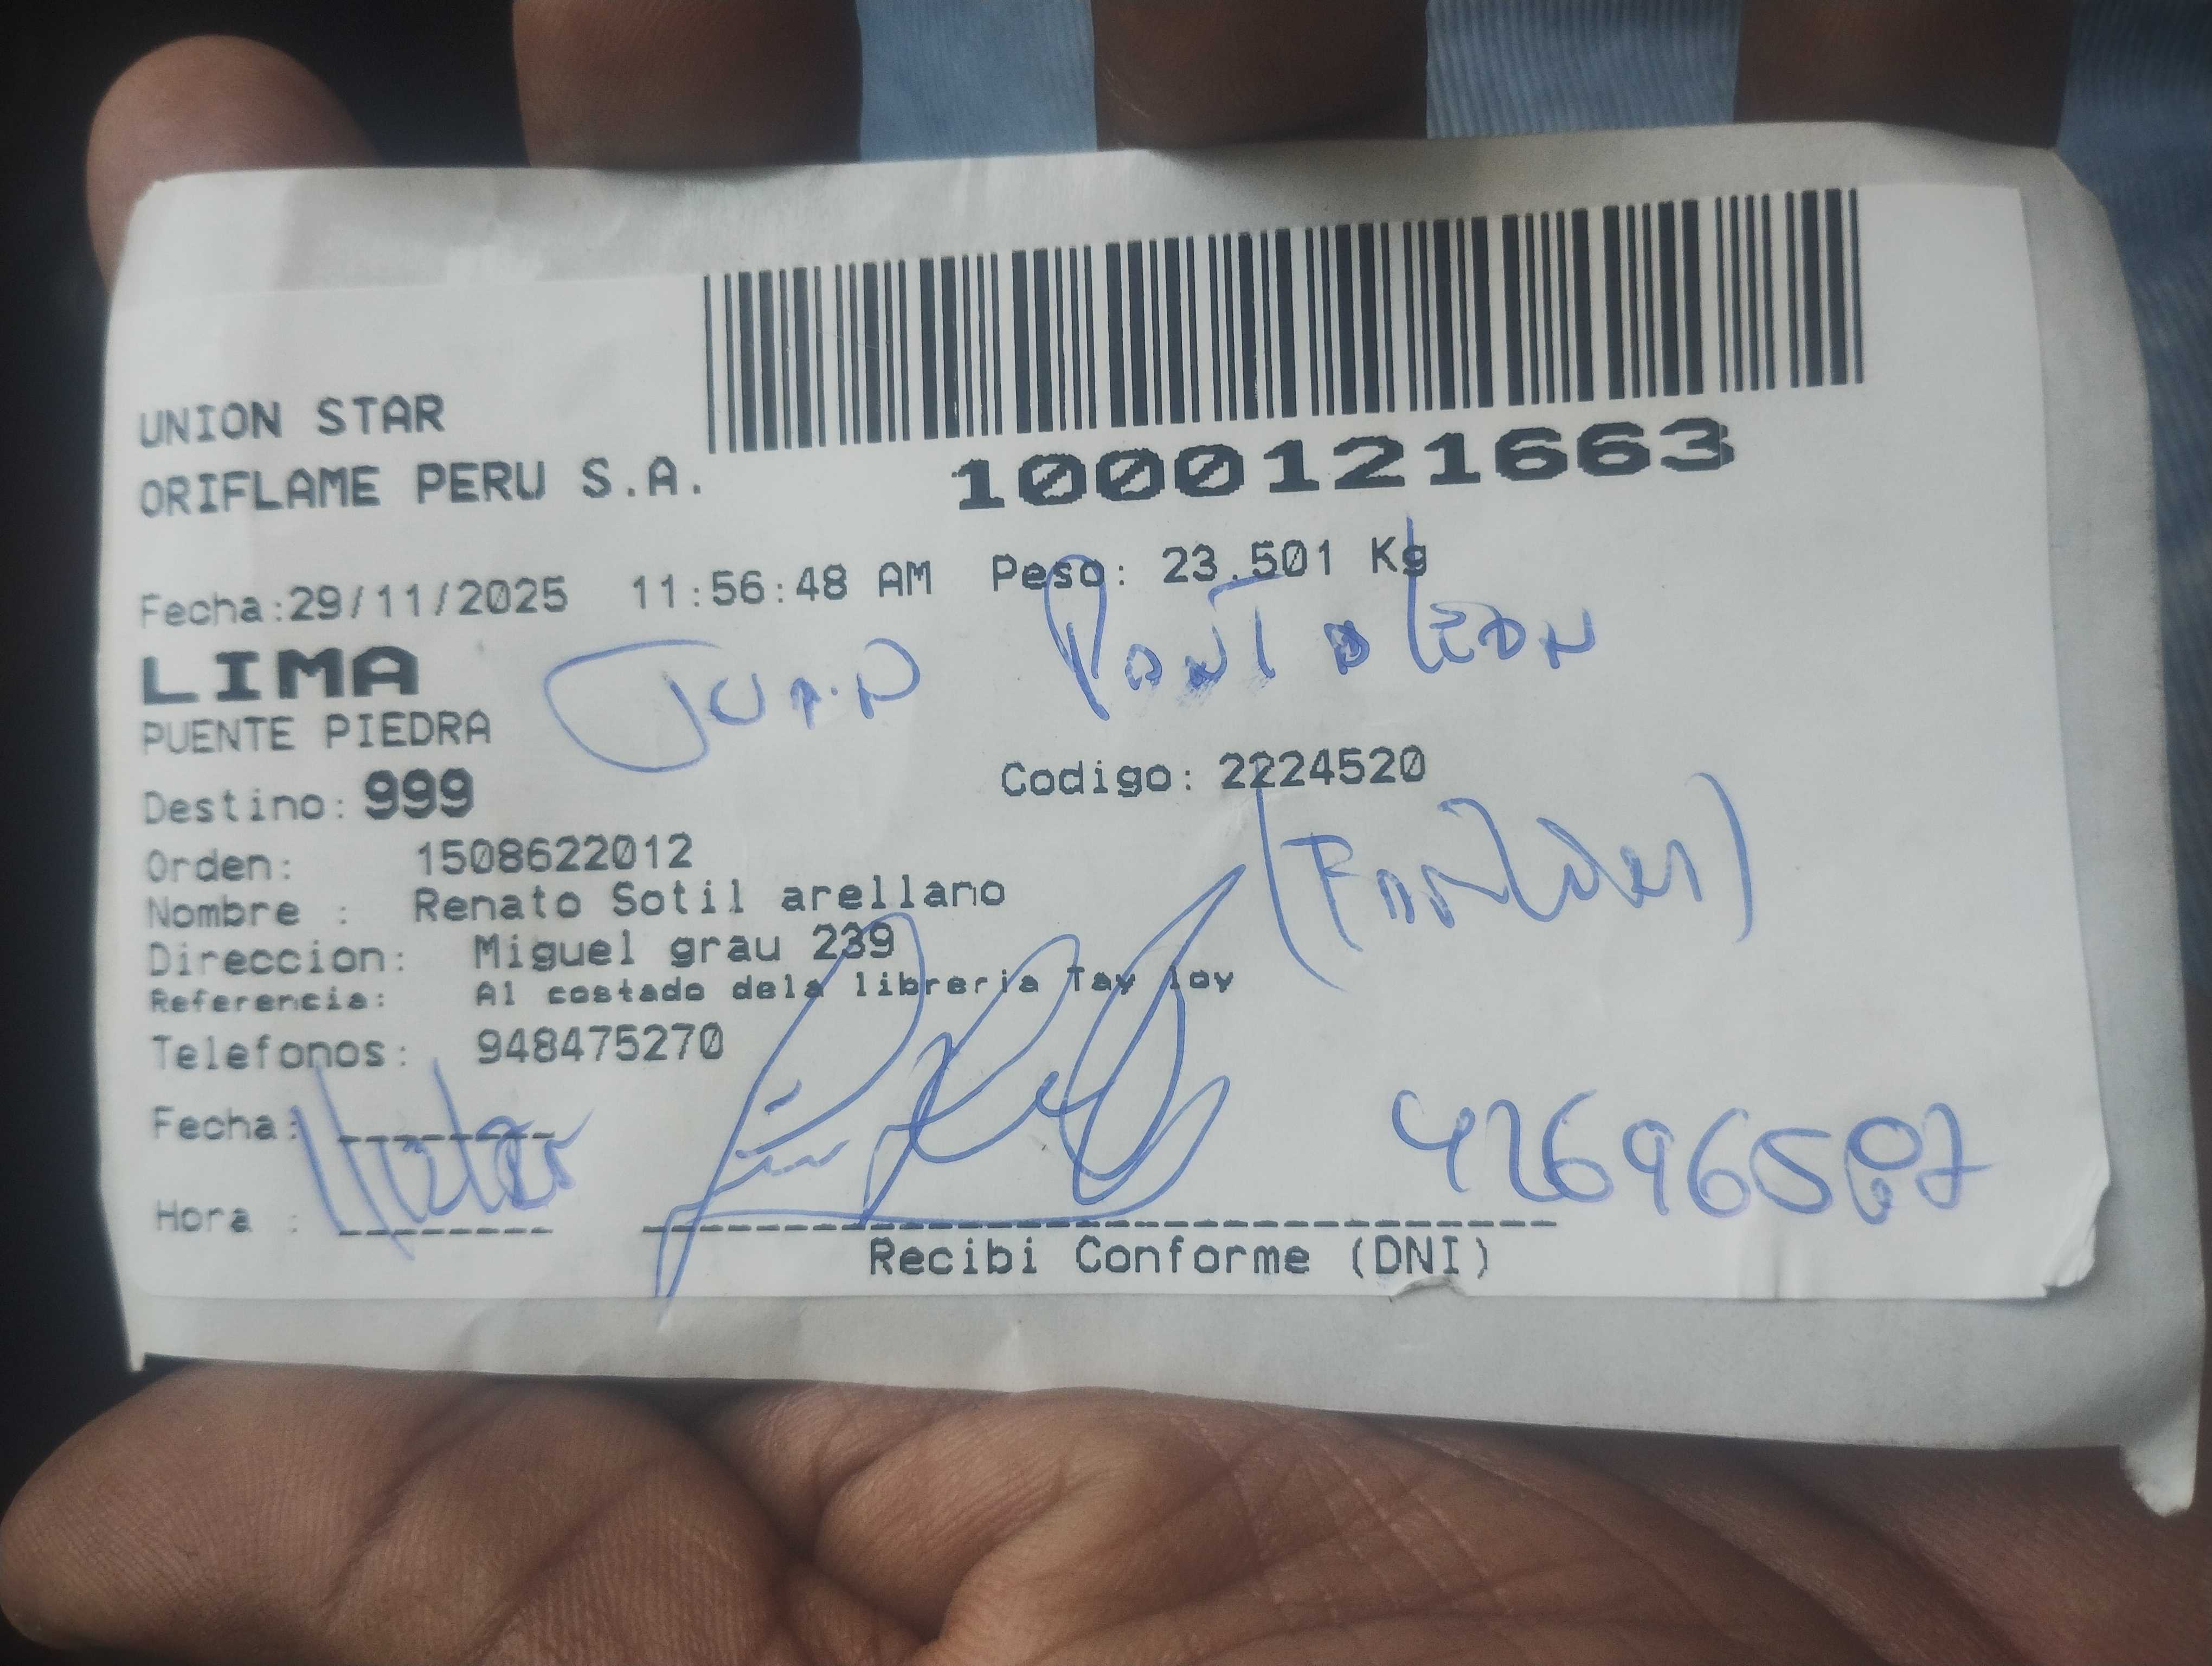 UNION STAR
ORIFLAME PERU S.A.
1000121663
Fecha:29/11/2025 11:56:48 AM Peso: 23.501 Kg
LIMA
JUAN PANTALEON
PUENTE PIEDRA
Destino: 999
Codigo: 2224520
Orden: 1508622012
Nombre : Renato Sotil arellano
Direccion: Miguel grau 239
Referencia: Al costado dela libreria Tay loy
Telefonos: 948475270
Fecha:
Hora :
Recibi Conforme (DNI)